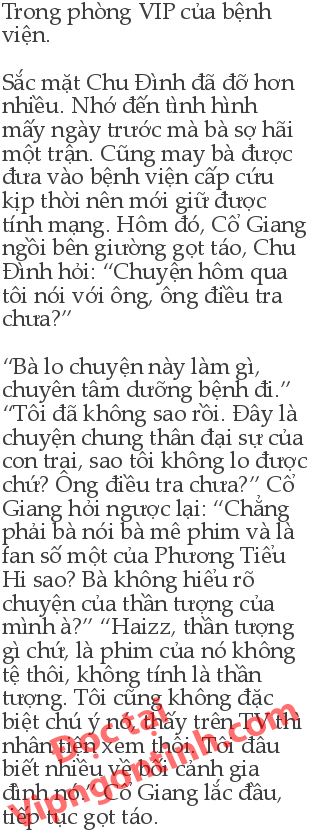 Trong phòng VIP của bệnh
viện.
Sắc mặt Chu Đình đã đỡ hơn
nhiều. Nhớ đến tình hình
mấy ngày trước mà bà sợ hãi
một trận. Cũng may bà được
đưa vào bệnh viện cấp cứu
kịp thời nên mới giữ được
tính mạng. Hôm đó, Cổ Giang
ngồi bên giường gọt táo, Chu
Đình hỏi: “Chuyện hôm qua
tôi nói với ông, ông điều tra
chưa?”
“Bà lo chuyện này làm gì,
chuyên tâm dưỡng bệnh đi.”
“Tôi đã không sao rồi. Đây là
chuyện chung thân đại sự của
con trai, sao tôi không lo được
chứ? Ông điều tra chưa?” Cổ
Giang hỏi ngược lại: “Chẳng
phải bà nói bà mê phim và là
fan số một của Phương Tiểu
Hi sao? Bà không hiểu rõ
chuyện của thần tượng của
mình à?” “Haizz, thần tượng
gì chứ, là phim của nó không
tệ thôi, không tính là thần
tượng. Tôi cũng không đặc
biệt chú ý nó, thấy trên TV thì
nhân tiện xem thôi. Tôi đâu
biết nhiều về bối cảnh gia
đình nó.” Cổ Giang lắc đầu,
tiếp tục gọt táo.
Đọc tại
Vipngontinh.com